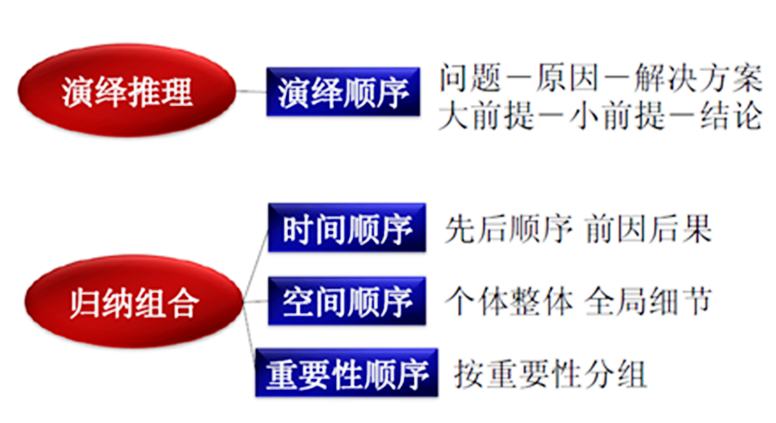 演绎推理
演绎顺序
问题－原因－解决方案
大前提－小前提－结论
归纳组合
时间顺序
先后顺序 前因后果
空间顺序
个体整体 全局细节
重要性顺序
按重要性分组